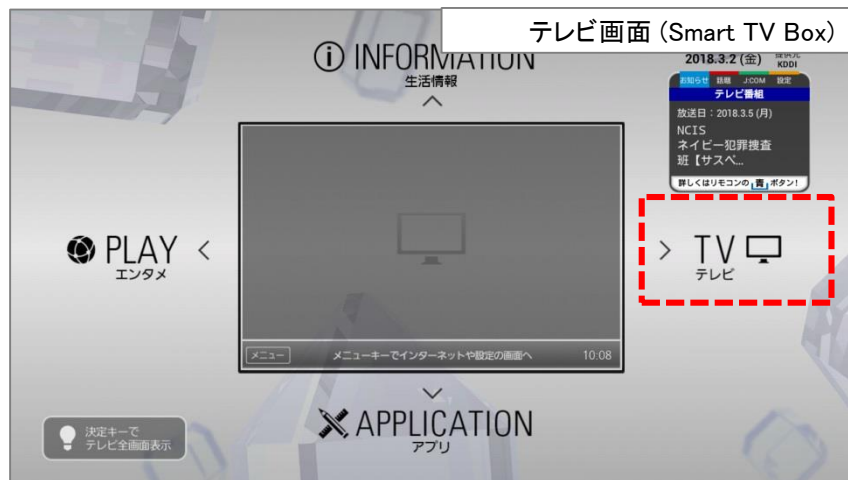 テレビ画面 (Smart TV Box)
INFORMATION
生活情報
2018.3.2 (金)
提供元
KDDI
お知らせ 話題 J:COM 設定
テレビ番組
放送日：2018.3.5 (月)
NCIS
ネイビー犯罪捜査
班【サスペ...
詳しくはリモコンの「青」ボタン!
PLAY
エンタメ
TV
テレビ
メニュー
メニューキーでインターネットや設定の画面へ
10:08
APPLICATION
アプリ
決定キーで
テレビ全画面表示